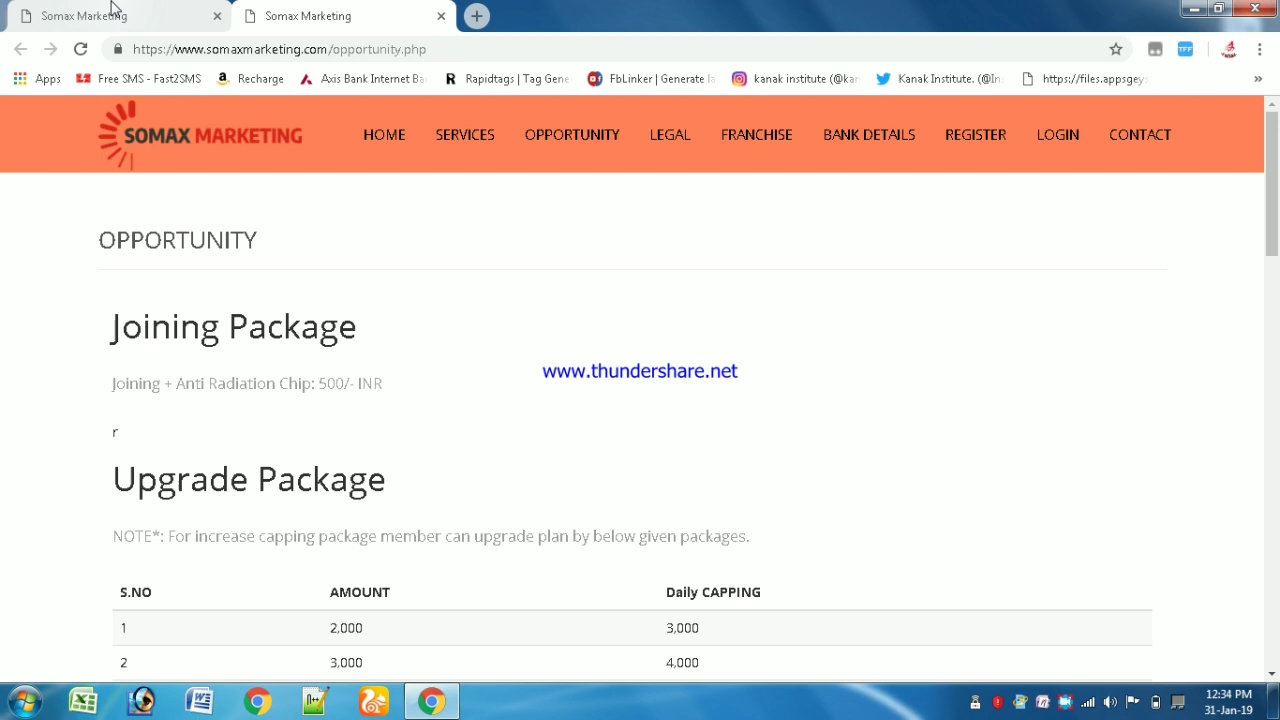 Somax Marketing
Somax Marketing
https://www.somaxmarketing.com/opportunity.php
Apps Free SMS - Fast2SMS Recharge Axis Bank Internet Ba Rapidtags | Tag Gene FbLinker | Generate la kanak institute (@kan Kanak Institute. (@In https://files.appsgeys »
SOMAX MARKETING HOME SERVICES OPPORTUNITY LEGAL FRANCHISE BANK DETAILS REGISTER LOGIN CONTACT
OPPORTUNITY
Joining Package
www.thundershare.net
Joining + Anti Radiation Chip: 500/- INR
r
Upgrade Package
NOTE*: For increase capping package member can upgrade plan by below given packages.
S.NO AMOUNT Daily CAPPING
1 2,000 3,000
2 3,000 4,000
12:34 PM
31-Jan-19